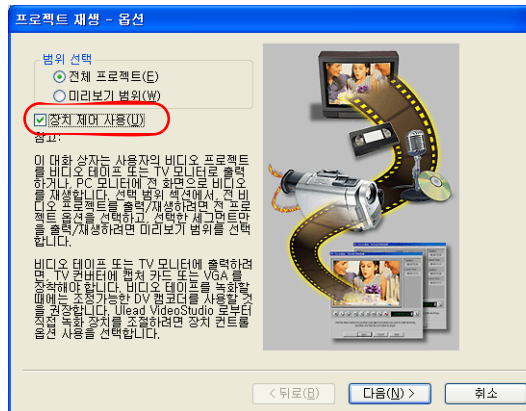 프로젝트 재생 - 옵션
범위 선택
전체 프로젝트(E)
미리보기 범위(W)
장치 제어 사용(U)
참고:
이 대화 상자는 사용자의 비디오 프로젝트
를 비디오 테이프 또는 TV 모니터로 출력
하거나, PC 모니터에 전 화면으로 비디오
를 재생합니다. 선택 범위 섹션에서, 전 비
디오 프로젝트를 출력/재생하려면 전 프로
젝트 옵션을 선택하고, 선택한 세그먼트만
을 출력/재생하려면 미리보기 범위를 선택
합니다.
비디오 테이프 또는 TV 모니터에 출력하려
면, TV 컨버터에 캡처 카드 또는 VGA 를
장착해야 합니다. 비디오 테이프를 녹화할
때에는 조정가능한 DV 캠코더를 사용할 것
을 권장합니다. Ulead VideoStudio 로부터
직접 녹화 장치를 조절하려면 장치 컨트롤
옵션 사용을 선택합니다.
< 뒤로(B)
다음(N) >
취소